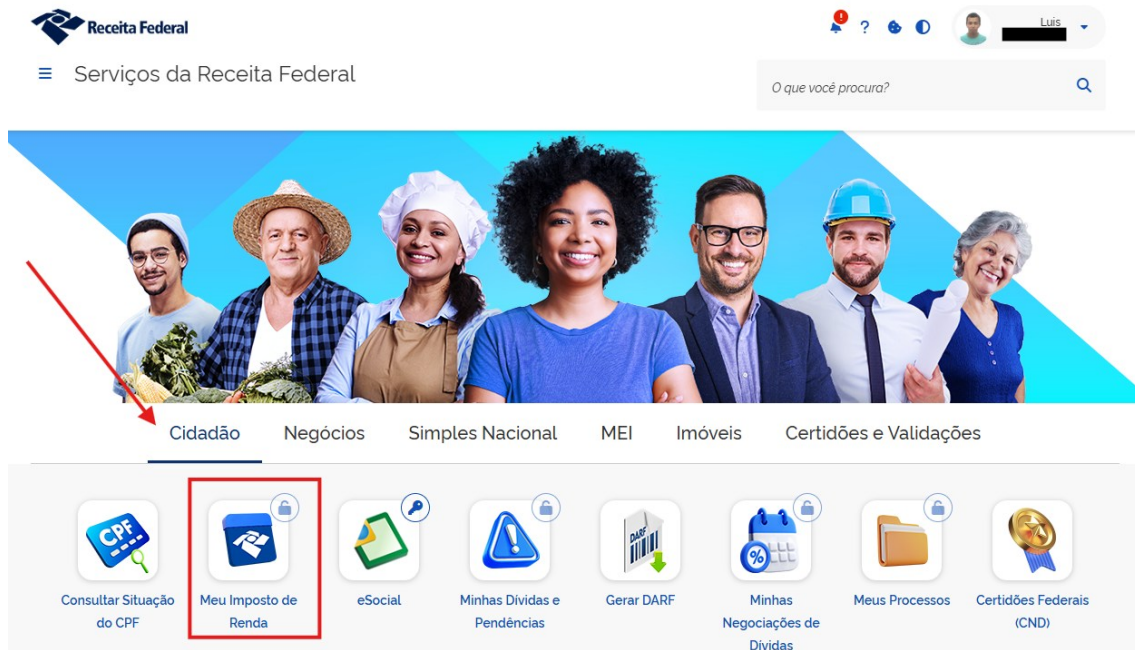 Receita Federal
Luis
Serviços da Receita Federal
O que você procura?
Cidadão Negócios Simples Nacional MEI Imóveis Certidões e Validações
CPF
DARF
%
Consultar Situação do CPF
Meu Imposto de Renda
eSocial
Minhas Dívidas e Pendências
Gerar DARF
Minhas Negociações de Dívidas
Meus Processos
Certidões Federais (CND)